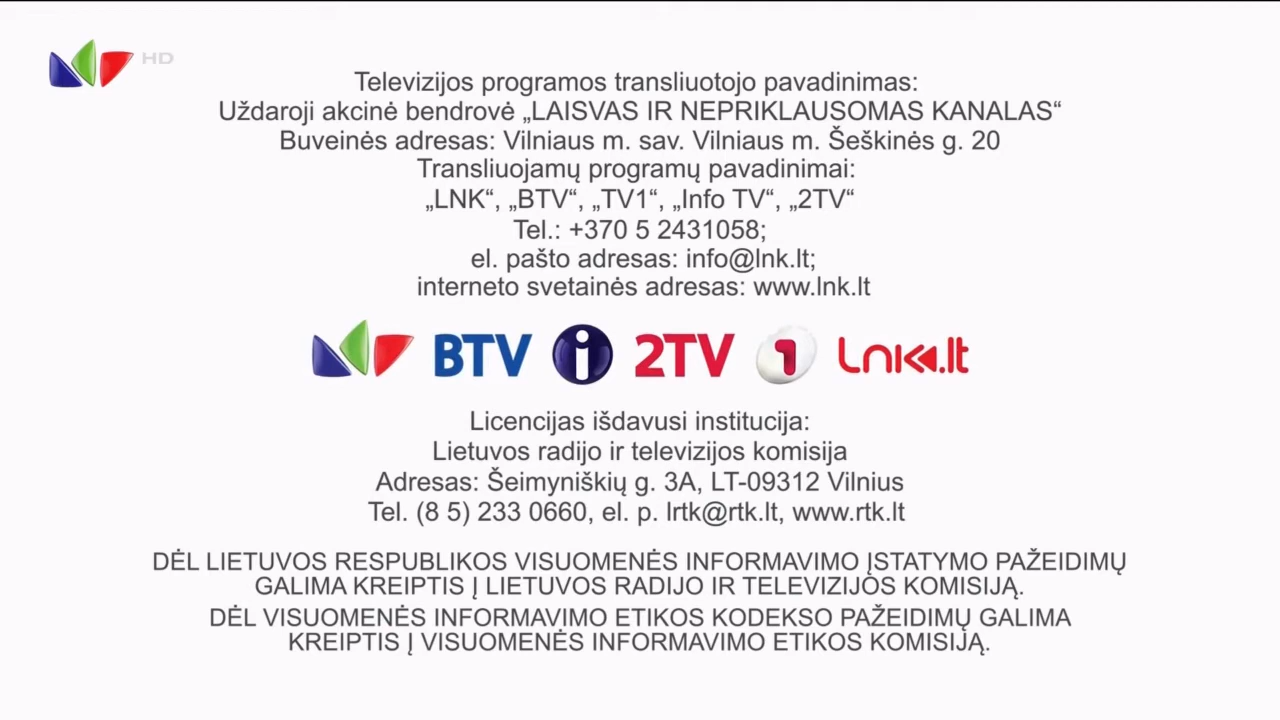 HD
Televizijos programos transliuotojo pavadinimas:
Uždaroji akcinė bendrovė „LAISVAS IR NEPRIKLAUSOMAS KANALAS“
Buveinės adresas: Vilniaus m. sav. Vilniaus m. Šeškinės g. 20
Transliuojamų programų pavadinimai:
„LNK“, „BTV“, „TV1“, „Info TV“, „2TV“
Tel.: +370 5 2431058;
el. pašto adresas: info@lnk.lt;
interneto svetainės adresas: www.lnk.lt
BTV i 2TV 1 lnk.lt
Licencijas išdavusi institucija:
Lietuvos radijo ir televizijos komisija
Adresas: Šeimyniškių g. 3A, LT-09312 Vilnius
Tel. (8 5) 233 0660, el. p. lrtk@rtk.lt, www.rtk.lt
DĖL LIETUVOS RESPUBLIKOS VISUOMENĖS INFORMAVIMO ĮSTATYMO PAŽEIDIMŲ
GALIMA KREIPTIS Į LIETUVOS RADIJO IR TELEVIZIJOS KOMISIJĄ.
DĖL VISUOMENĖS INFORMAVIMO ETIKOS KODEKSO PAŽEIDIMŲ GALIMA
KREIPTIS Į VISUOMENĖS INFORMAVIMO ETIKOS KOMISIJĄ.